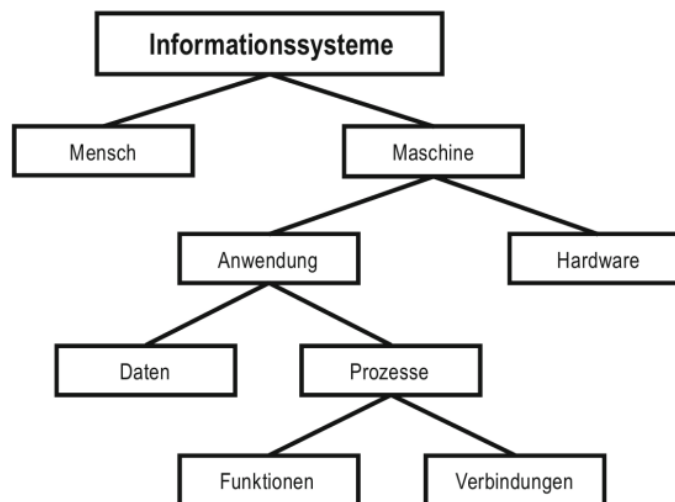 Informationssysteme
Mensch
Maschine
Anwendung
Hardware
Daten
Prozesse
Funktionen
Verbindungen